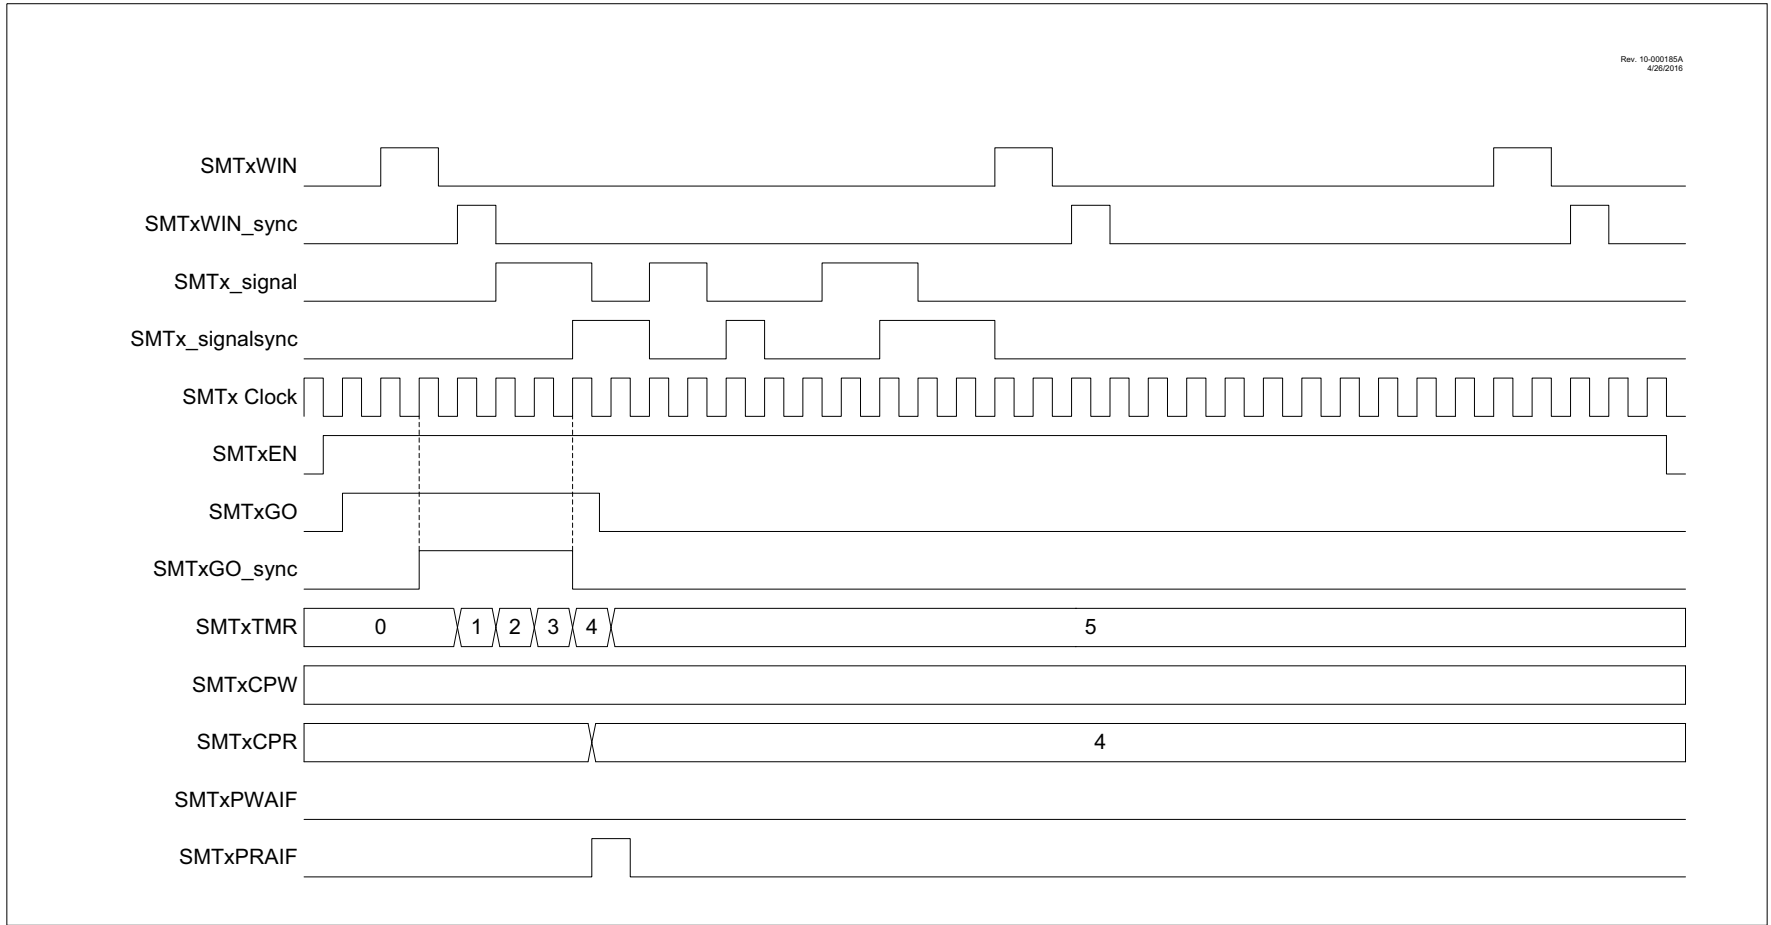 Rev. 10-000185A
4/26/2016
SMTxWIN
SMTxWIN_sync
SMTx_signal
SMTx_signalsync
SMTx Clock
SMTxEN
SMTxGO
SMTxGO_sync
SMTxTMR 0 1 2 3 4 5
SMTxCPW
SMTxCPR 4
SMTxPWAIF
SMTxPRAIF